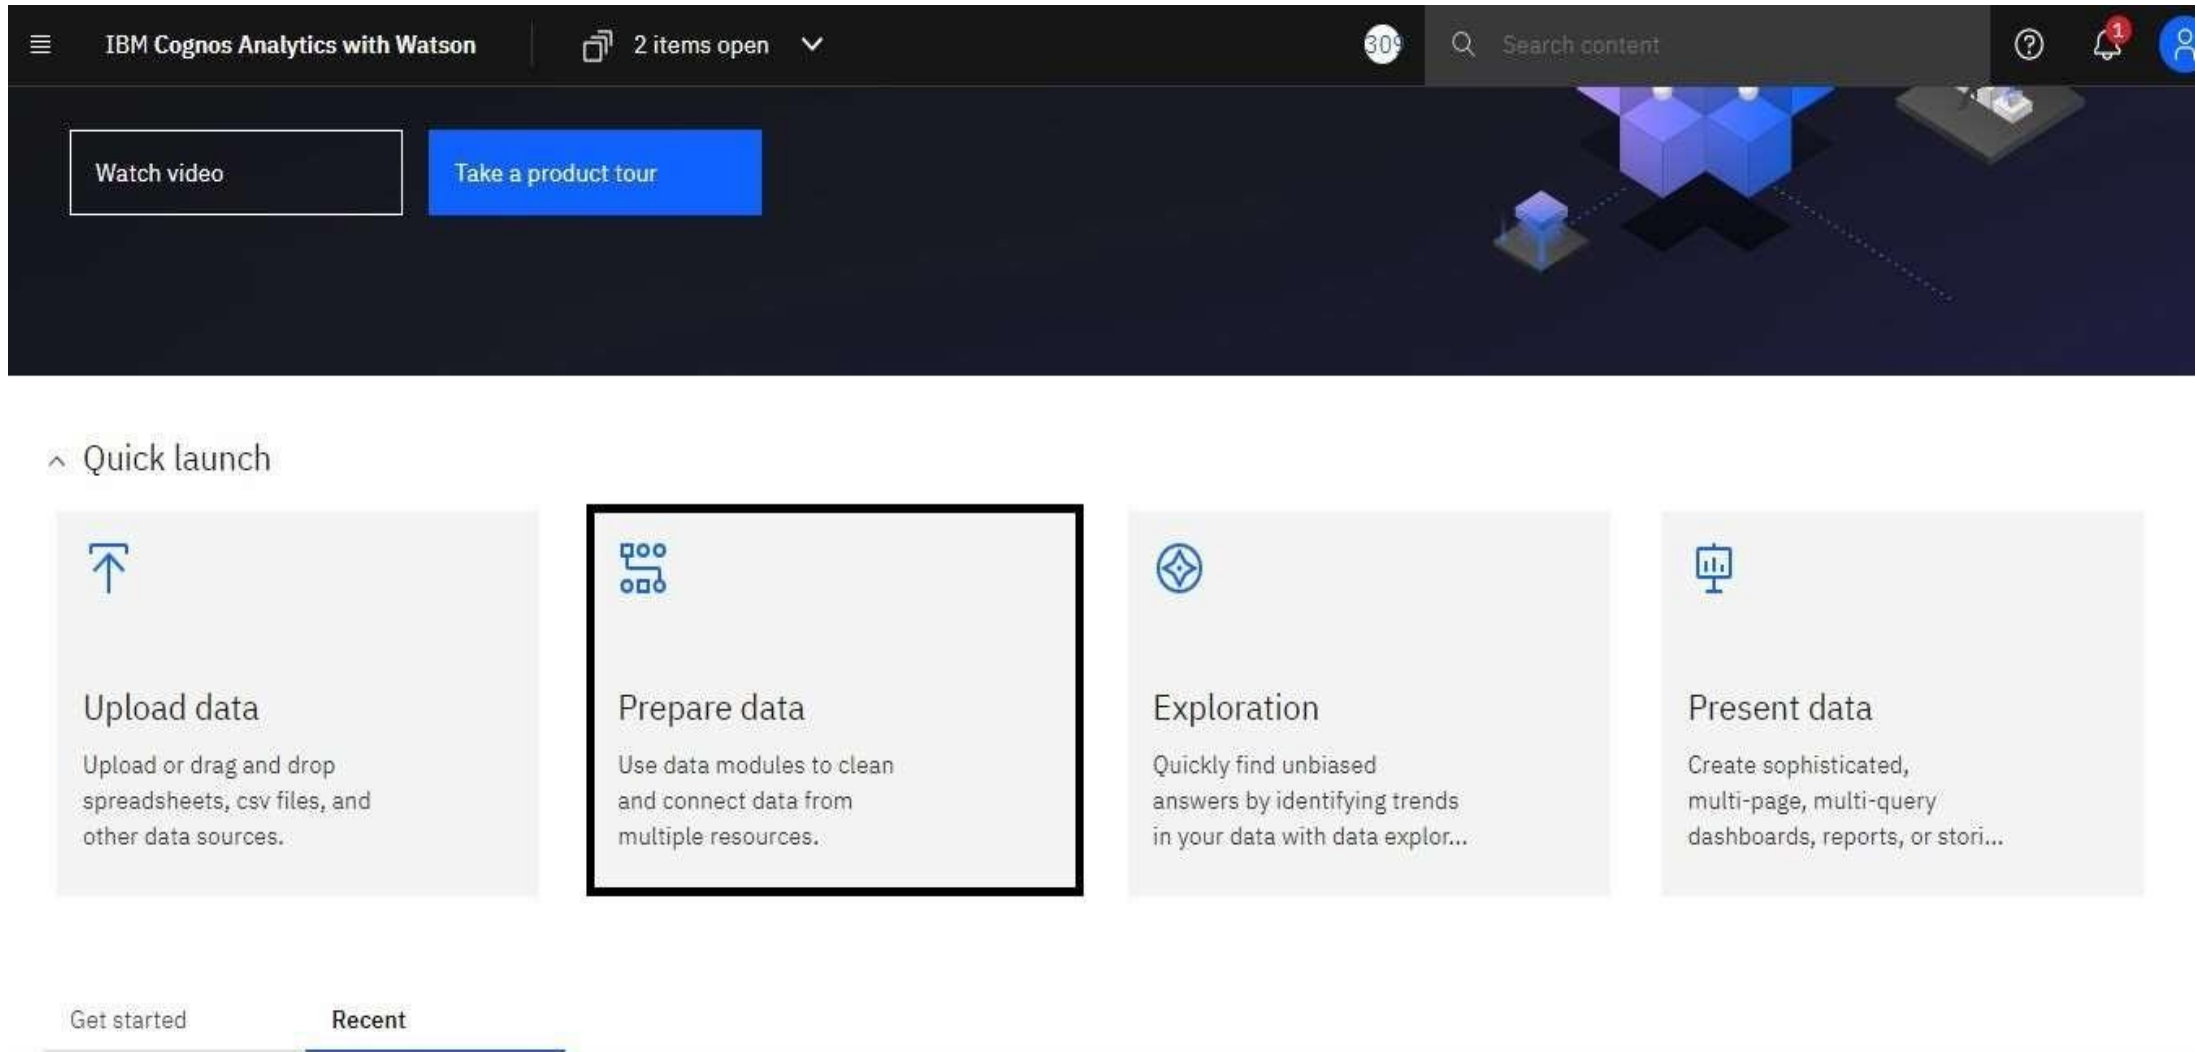 IBM Cognos Analytics with Watson
2 items open
309
Search content
1
Watch video
Take a product tour
Quick launch
Upload data
Upload or drag and drop
spreadsheets, csv files, and
other data sources.
Prepare data
Use data modules to clean
and connect data from
multiple resources.
Exploration
Quickly find unbiased
answers by identifying trends
in your data with data explor...
Present data
Create sophisticated,
multi-page, multi-query
dashboards, reports, or stori...
Get started
Recent